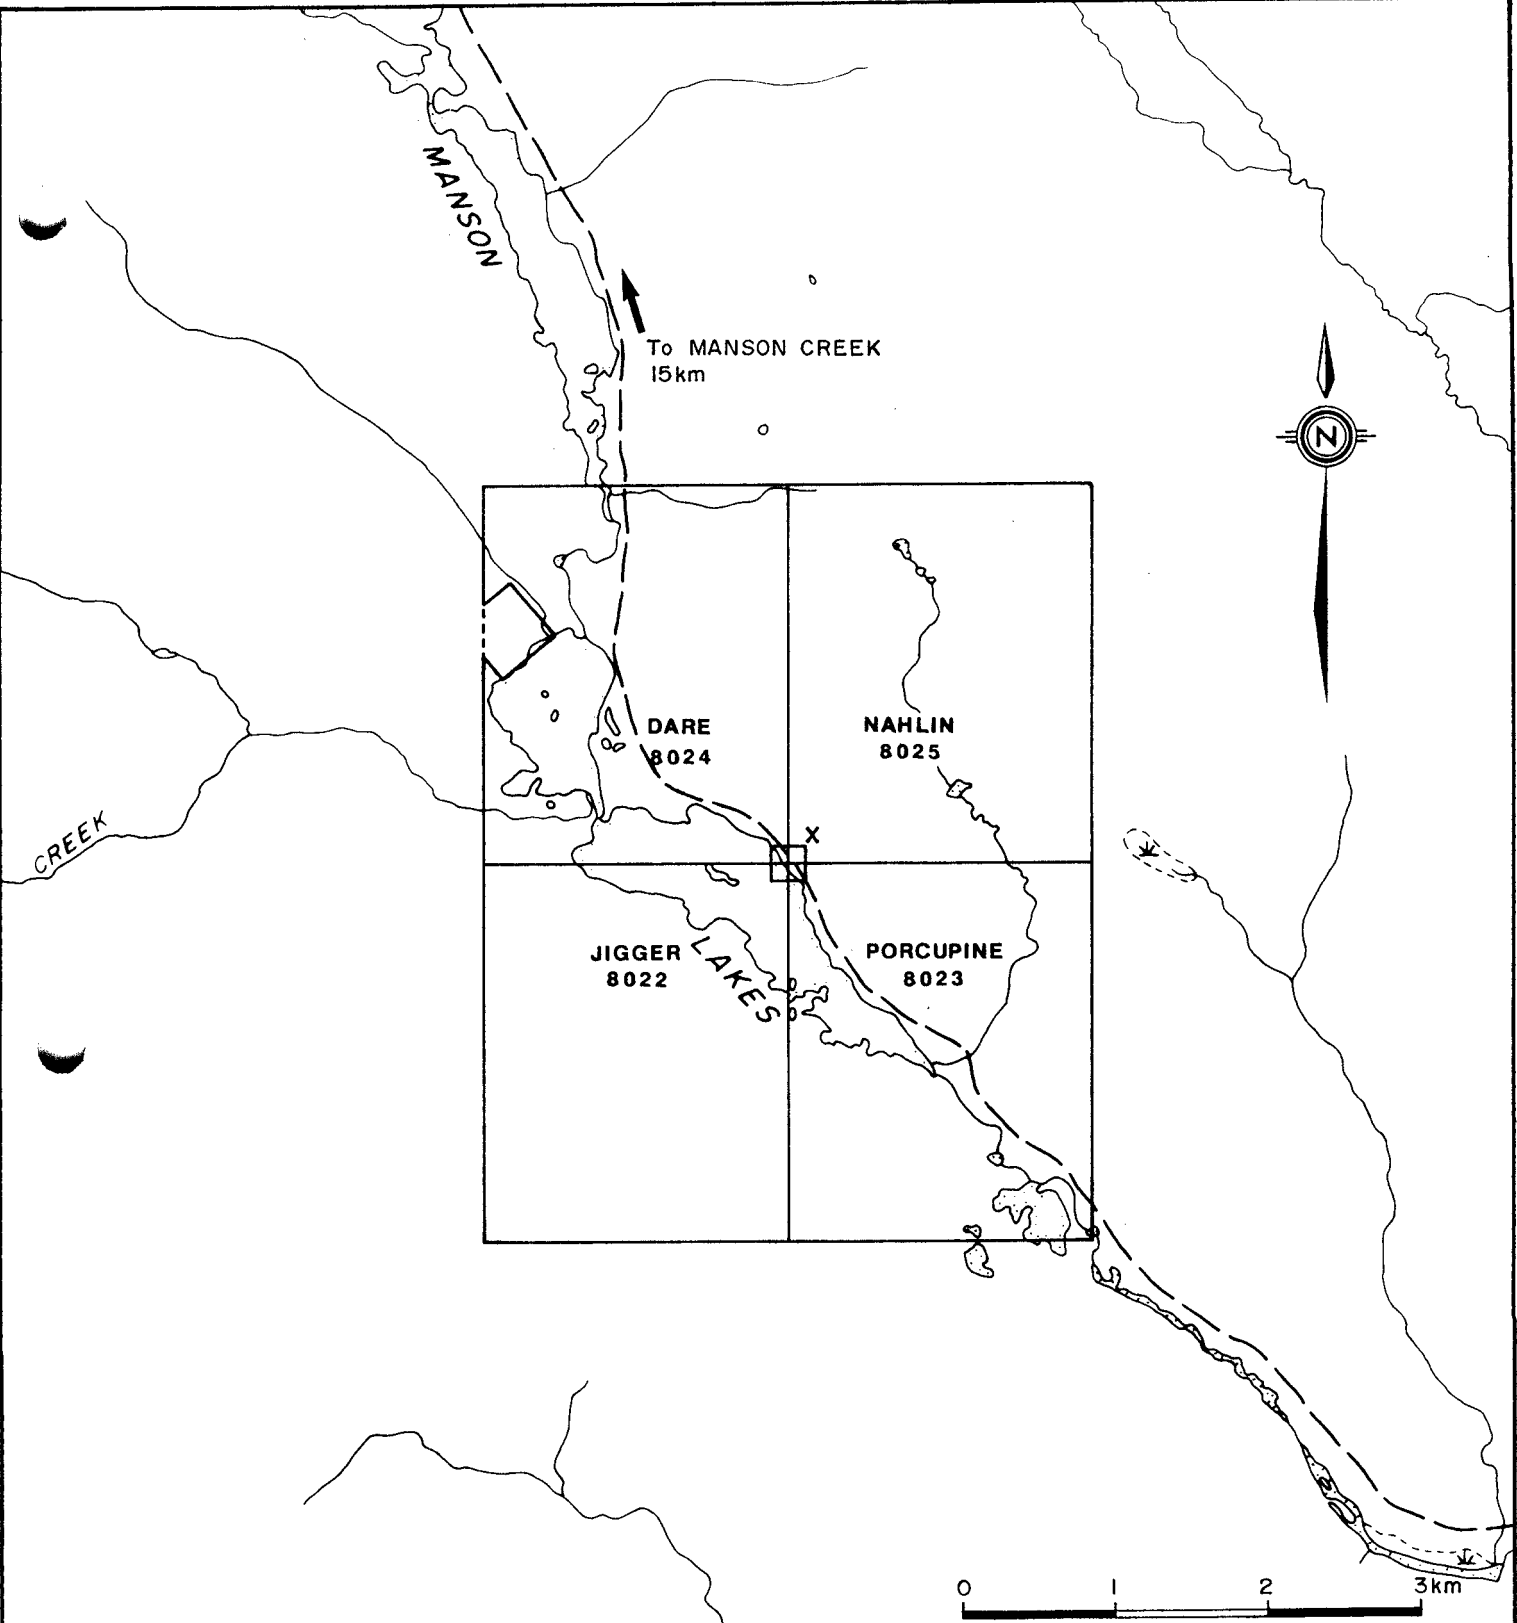 MANSON
To MANSON CREEK
15km
N
DARE
8024
NAHLIN
8025
X
CREEK
JIGGER
8022
LAKES
PORCUPINE
8023
0 1 2 3km